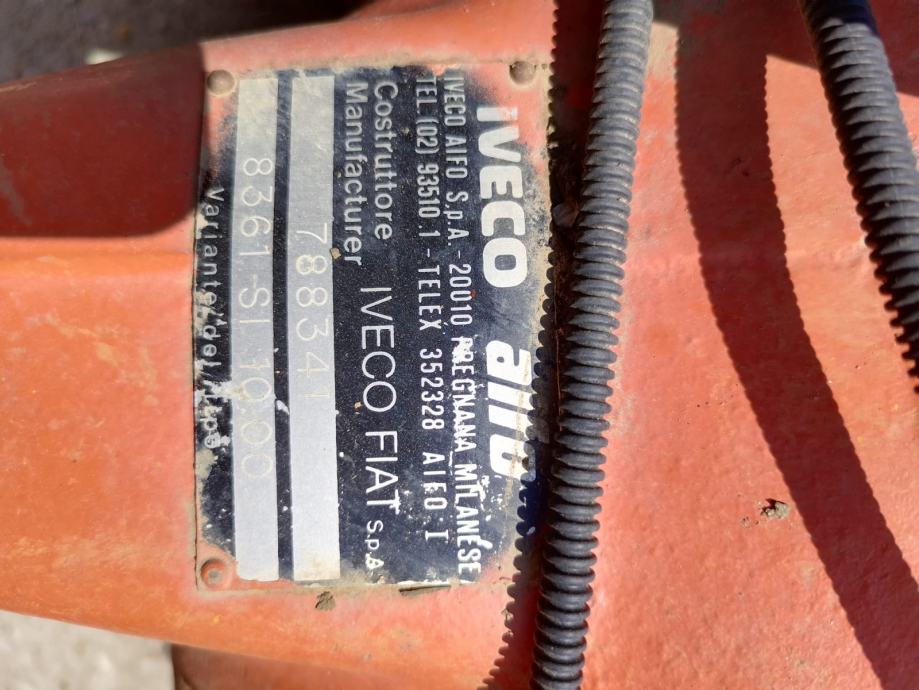 IVECO aifo
IVECO AIFO S.p.A. - 20010 PREGNANA MILANESE
TEL (02) 93510.1 - TELEX 352328 AIFO I
Costruttore
Manufacturer IVECO FIAT S.p.A.
788341
8361-SI 10.00
Variante del Tipo